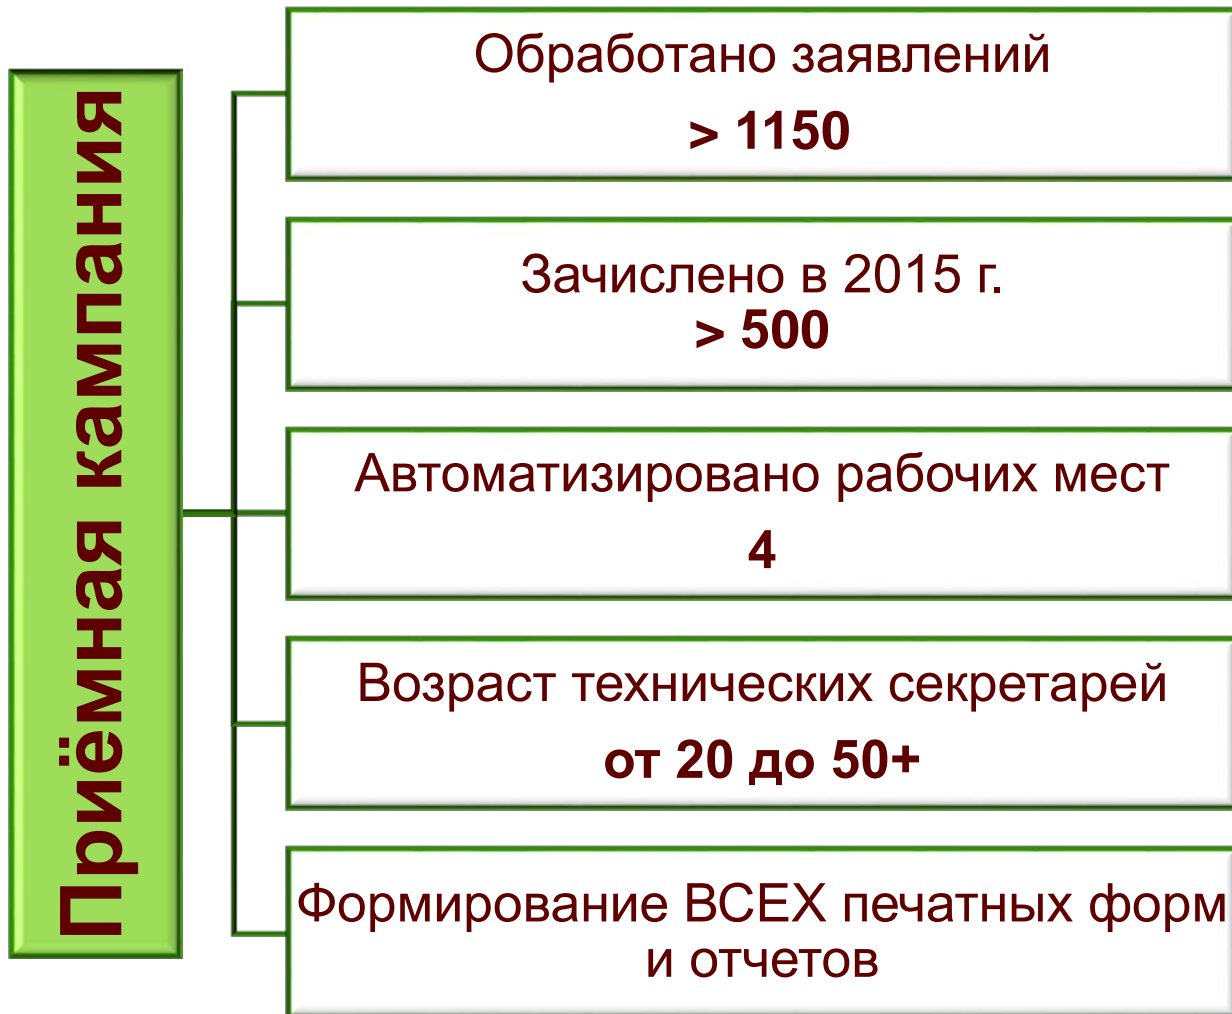 Приёмная кампания
Обработано заявлений
> 1150
Зачислено в 2015 г.
> 500
Автоматизировано рабочих мест
4
Возраст технических секретарей
от 20 до 50+
Формирование ВСЕХ печатных форм
и отчетов